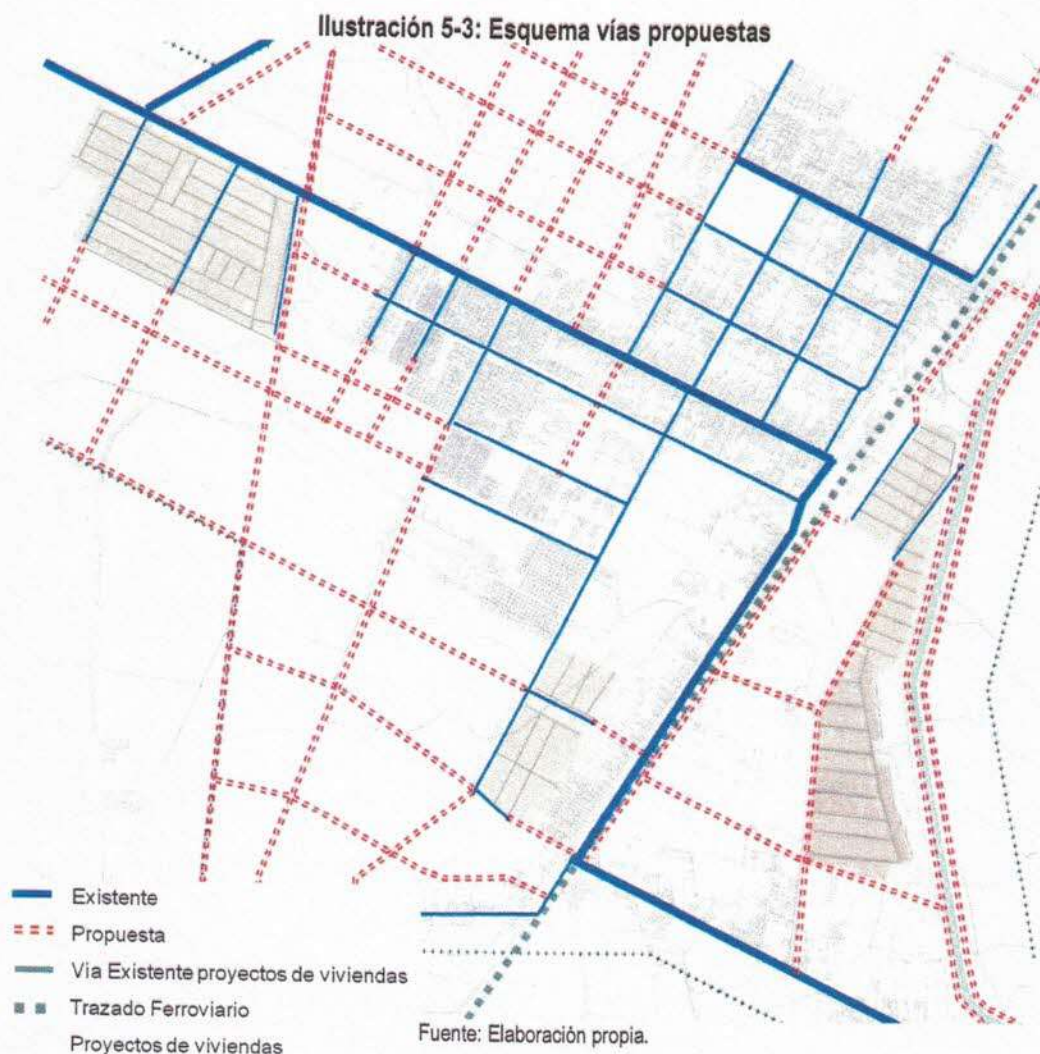 Ilustración 5-3: Esquema vías propuestas
Existente
Propuesta
Via Existente proyectos de viviendas
Trazado Ferroviario
Proyectos de viviendas
Fuente: Elaboración propia.